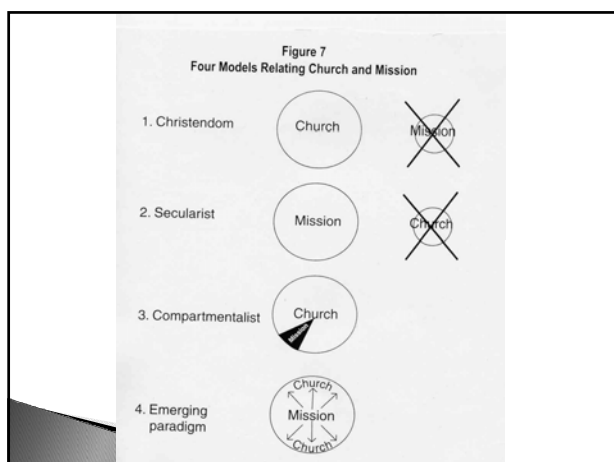 Figure 7
Four Models Relating Church and Mission
1. Christendom
Church
Mission
2. Secularist
Mission
Church
3. Compartmentalist
Church
Mission
4. Emerging
paradigm
Church
Mission
Church